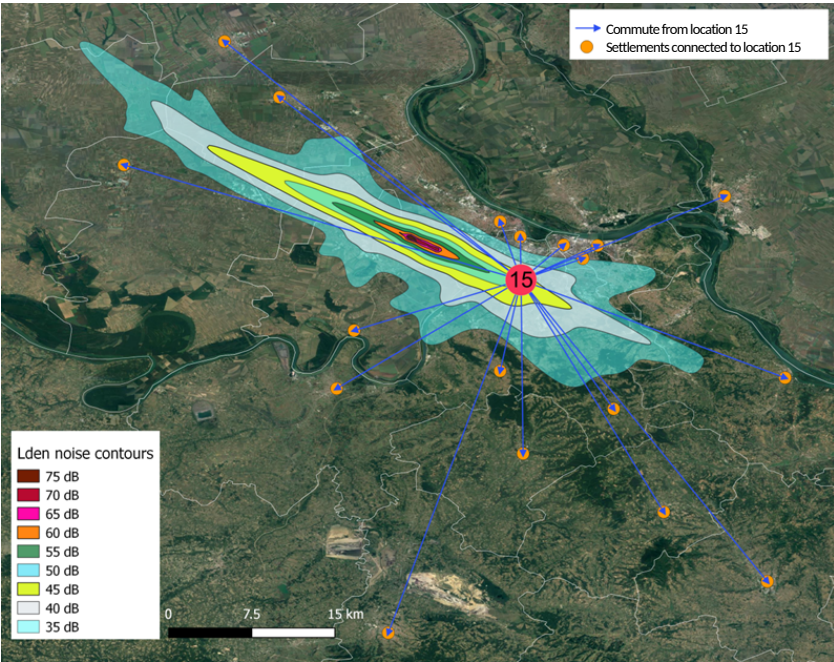 Commute from location 15
Settlements connected to location 15
15
Lden noise contours
75 dB
70 dB
65 dB
60 dB
55 dB
50 dB
45 dB
40 dB
35 dB
0 7.5 15 km